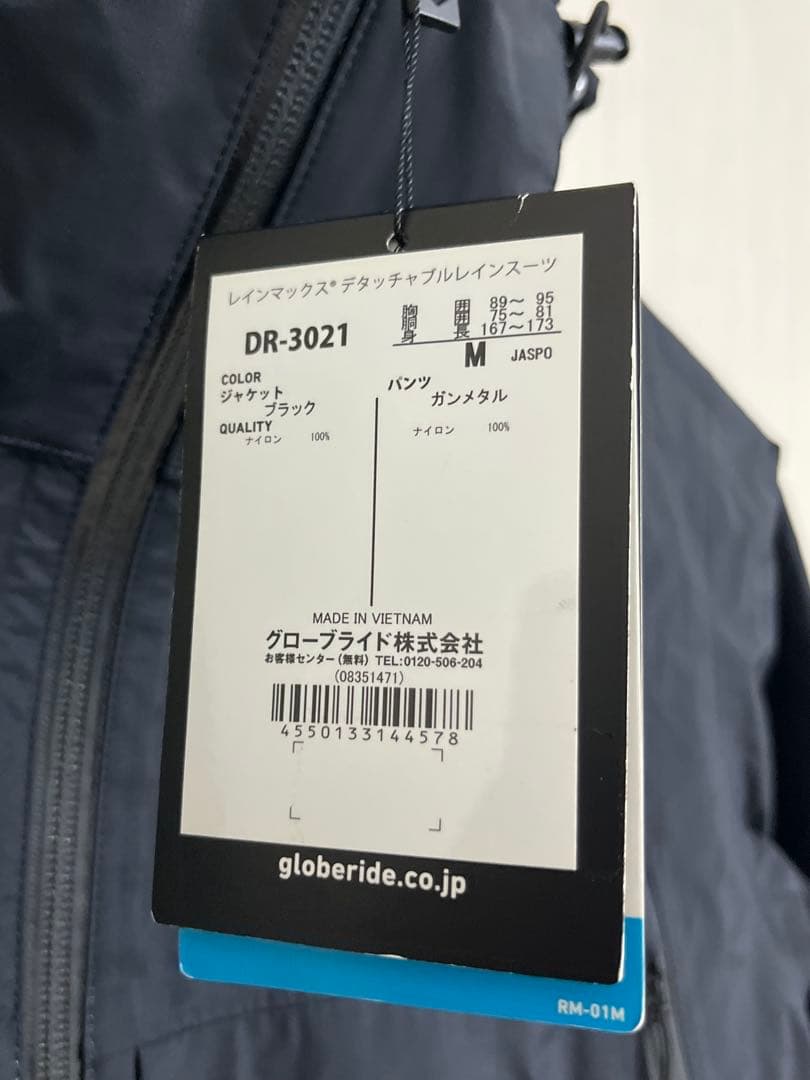 レインマックス® デタッチャブルレインスーツ
DR-3021
胸 囲 89〜 95
胴 囲 75〜 81
身 長 167〜173
M JASPO
COLOR
ジャケット パンツ
ブラック ガンメタル
QUALITY
ナイロン 100% ナイロン 100%
MADE IN VIETNAM
グローブライド株式会社
お客様センター(無料) TEL:0120-506-204
(08351471)
4550133144578
globeride.co.jp
RM-01M